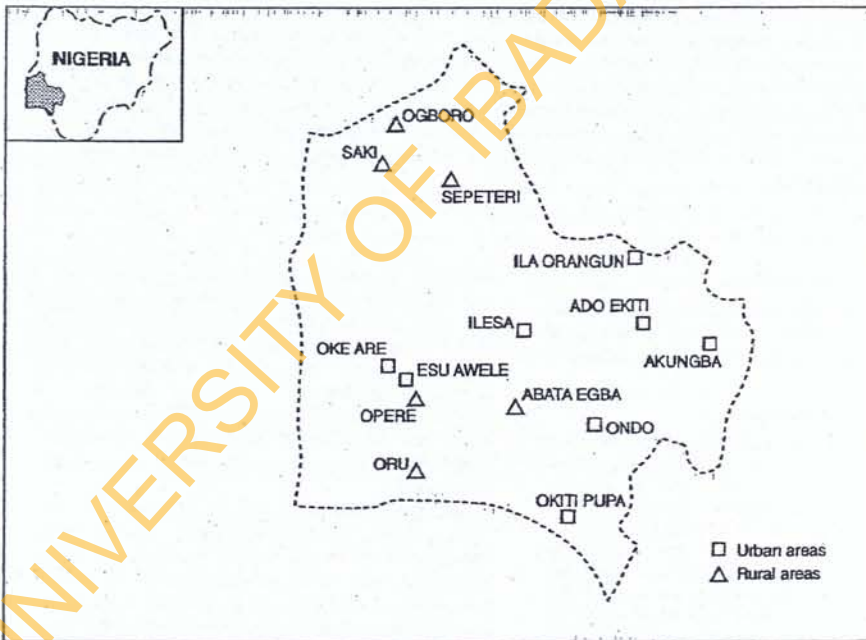 NIGERIA
OGBORO
SAKI
SEPETERI
ILA ORANGUN
ADO EKITI
ILESA
AKUNGBA
OKE ARE
ESU AWELE
ABATA EGBA
OPERE
ONDO
ORU
OKITI PUPA
Urban areas
Rural areas
UNIVERSITY OF IBADA